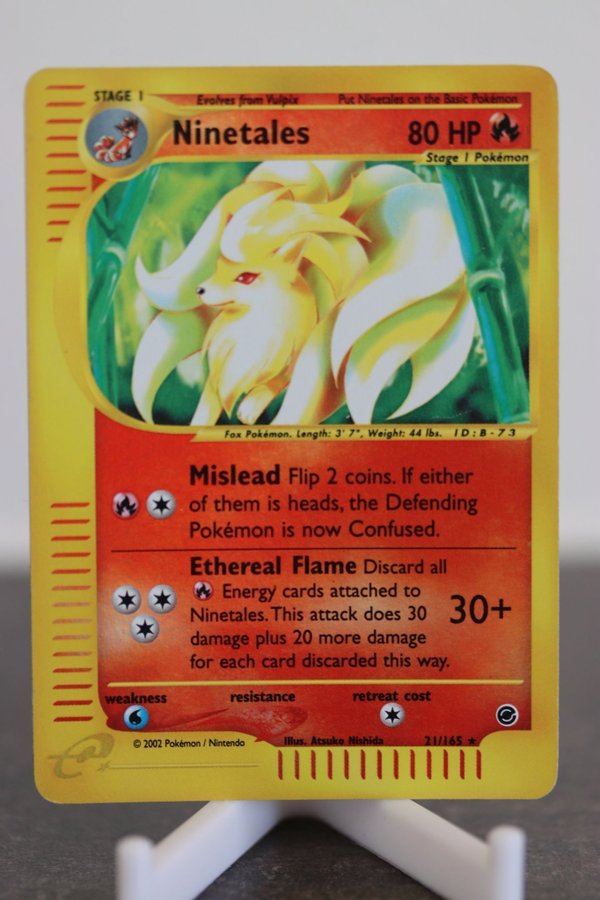 STAGE 1 Evolves from Vulpix Put Ninetales on the Basic Pokémon
Ninetales 80 HP
Stage 1 Pokémon
Fox Pokémon. Length: 3' 7", Weight: 44 lbs. ID: B-73
Mislead Flip 2 coins. If either
of them is heads, the Defending
Pokémon is now Confused.
Ethereal Flame Discard all
Energy cards attached to
Ninetales. This attack does 30
damage plus 20 more damage
for each card discarded this way.
30+
weakness resistance retreat cost
© 2002 Pokémon / Nintendo Illus. Atsuko Nishida 21/165 ★